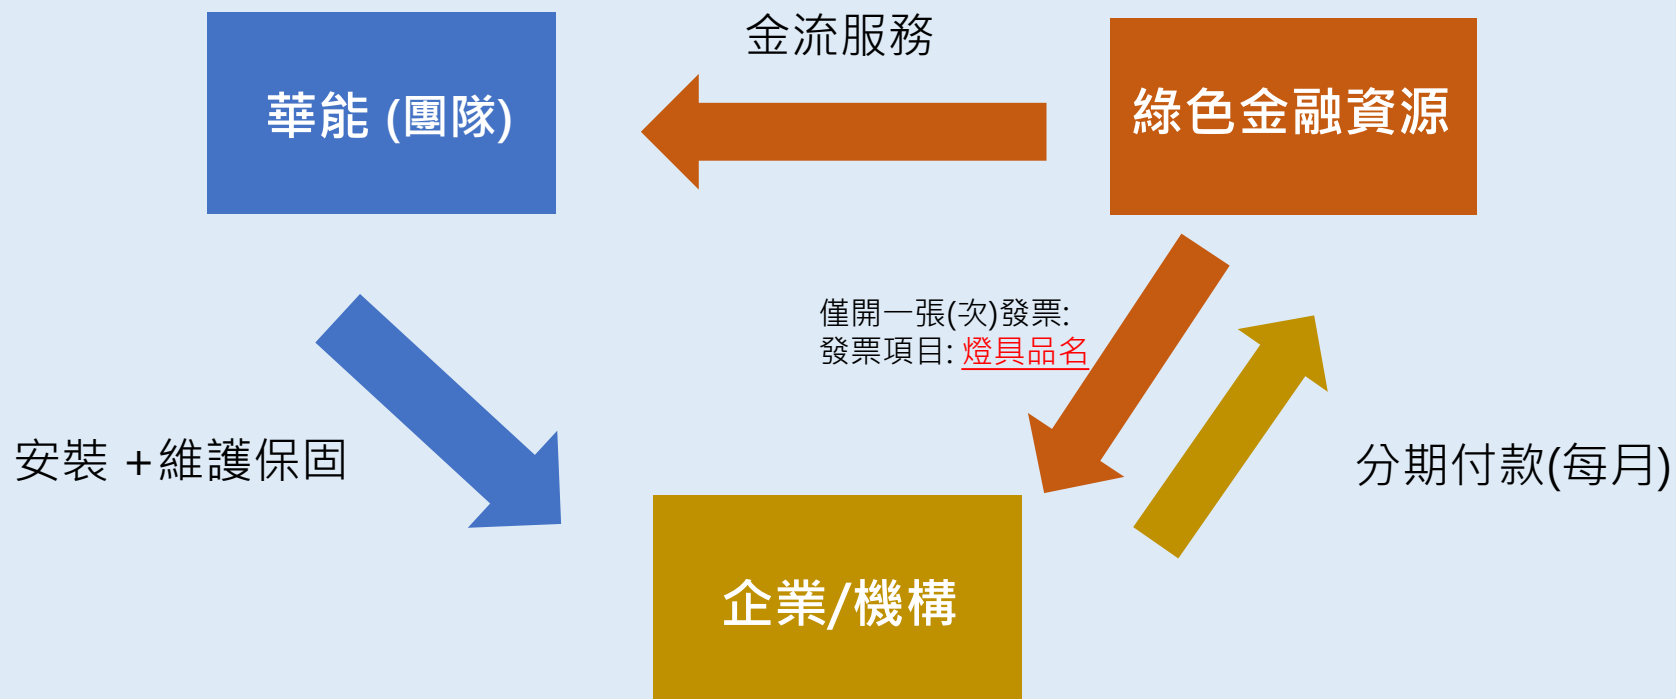 金流服務
華能 (團隊)
綠色金融資源
僅開一張(次)發票:
發票項目: 燈具品名
安裝 +維護保固
分期付款(每月)
企業/機構